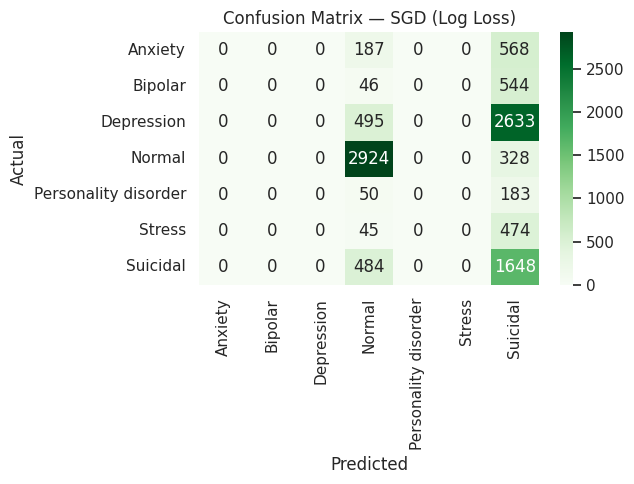 Confusion Matrix — SGD (Log Loss)
Actual
Anxiety 0 0 0 187 0 0 568
Bipolar 0 0 0 46 0 0 544
Depression 0 0 0 495 0 0 2633
Normal 0 0 0 2924 0 0 328
Personality disorder 0 0 0 50 0 0 183
Stress 0 0 0 45 0 0 474
Suicidal 0 0 0 484 0 0 1648
Anxiety Bipolar Depression Normal Personality disorder Stress Suicidal
Predicted
2500
2000
1500
1000
500
0